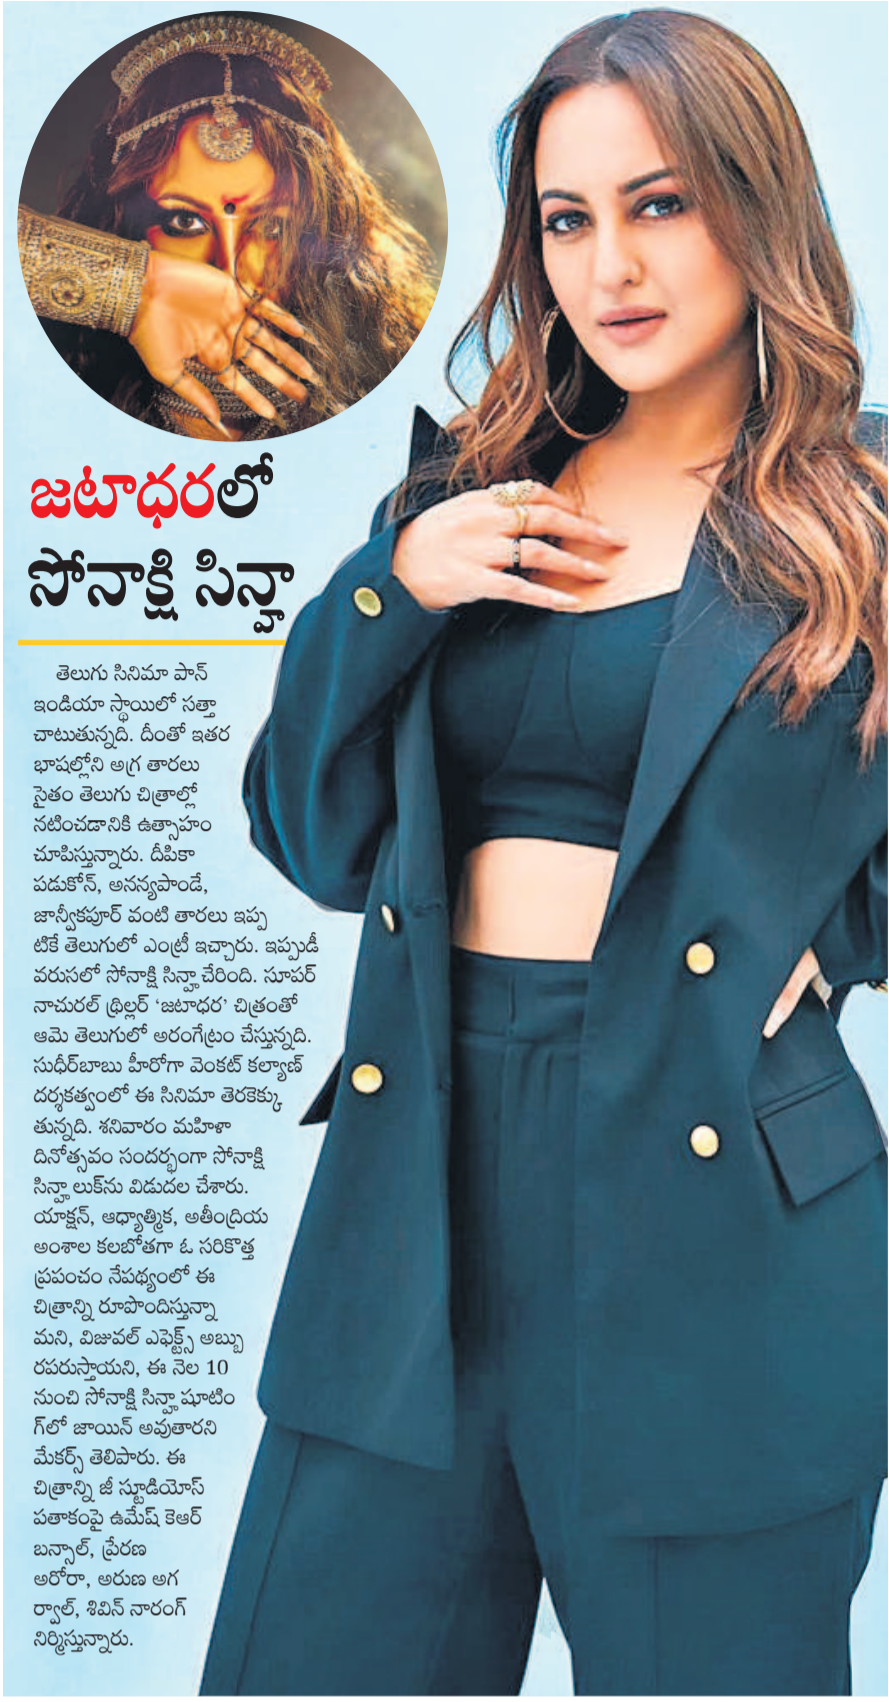 జటాధరలో
సోనాక్షి సిన్హా
తెలుగు సినిమా పాన్
ఇండియా స్థాయిలో సత్తా
చాటుతున్నది. దీంతో ఇతర
భాషల్లోని అగ్ర తారలు
సైతం తెలుగు చిత్రాల్లో
నటించడానికి ఉత్సాహం
చూపిస్తున్నారు. దీపికా
పడుకోన్, అనన్యపాండే,
జాన్వీకపూర్ వంటి తారలు ఇప్ప
టికే తెలుగులో ఎంట్రీ ఇచ్చారు. ఇప్పుడీ
వరుసలో సోనాక్షి సిన్హా చేరింది. సూపర్
నాచురల్ థ్రిల్లర్ ‘జటాధర’ చిత్రంతో
ఆమె తెలుగులో అరంగేట్రం చేస్తున్నది.
సుధీర్‌బాబు హీరోగా వెంకట్ కల్యాణ్
దర్శకత్వంలో ఈ సినిమా తెరకెక్కు
తున్నది. శనివారం మహిళా
దినోత్సవం సందర్భంగా సోనాక్షి
సిన్హా లుక్‌ను విడుదల చేశారు.
యాక్షన్, ఆధ్యాత్మిక, అతీంద్రియ
అంశాల కలబోతగా ఓ సరికొత్త
ప్రపంచం నేపథ్యంలో ఈ
చిత్రాన్ని రూపొందిస్తున్నా
మని, విజువల్ ఎఫెక్ట్స్ అబ్బు
రపరుస్తాయని, ఈ నెల 10
నుంచి సోనాక్షి సిన్హా షూటిం
గ్‌లో జాయిన్ అవుతారని
మేకర్స్ తెలిపారు. ఈ
చిత్రాన్ని జీ స్టూడియోస్
పతాకంపై ఉమేష్ కెఆర్
బన్సాల్, ప్రేరణ
అరోరా, అరుణ అగ
ర్వాల్, శివిన్ నారంగ్
నిర్మిస్తున్నారు.